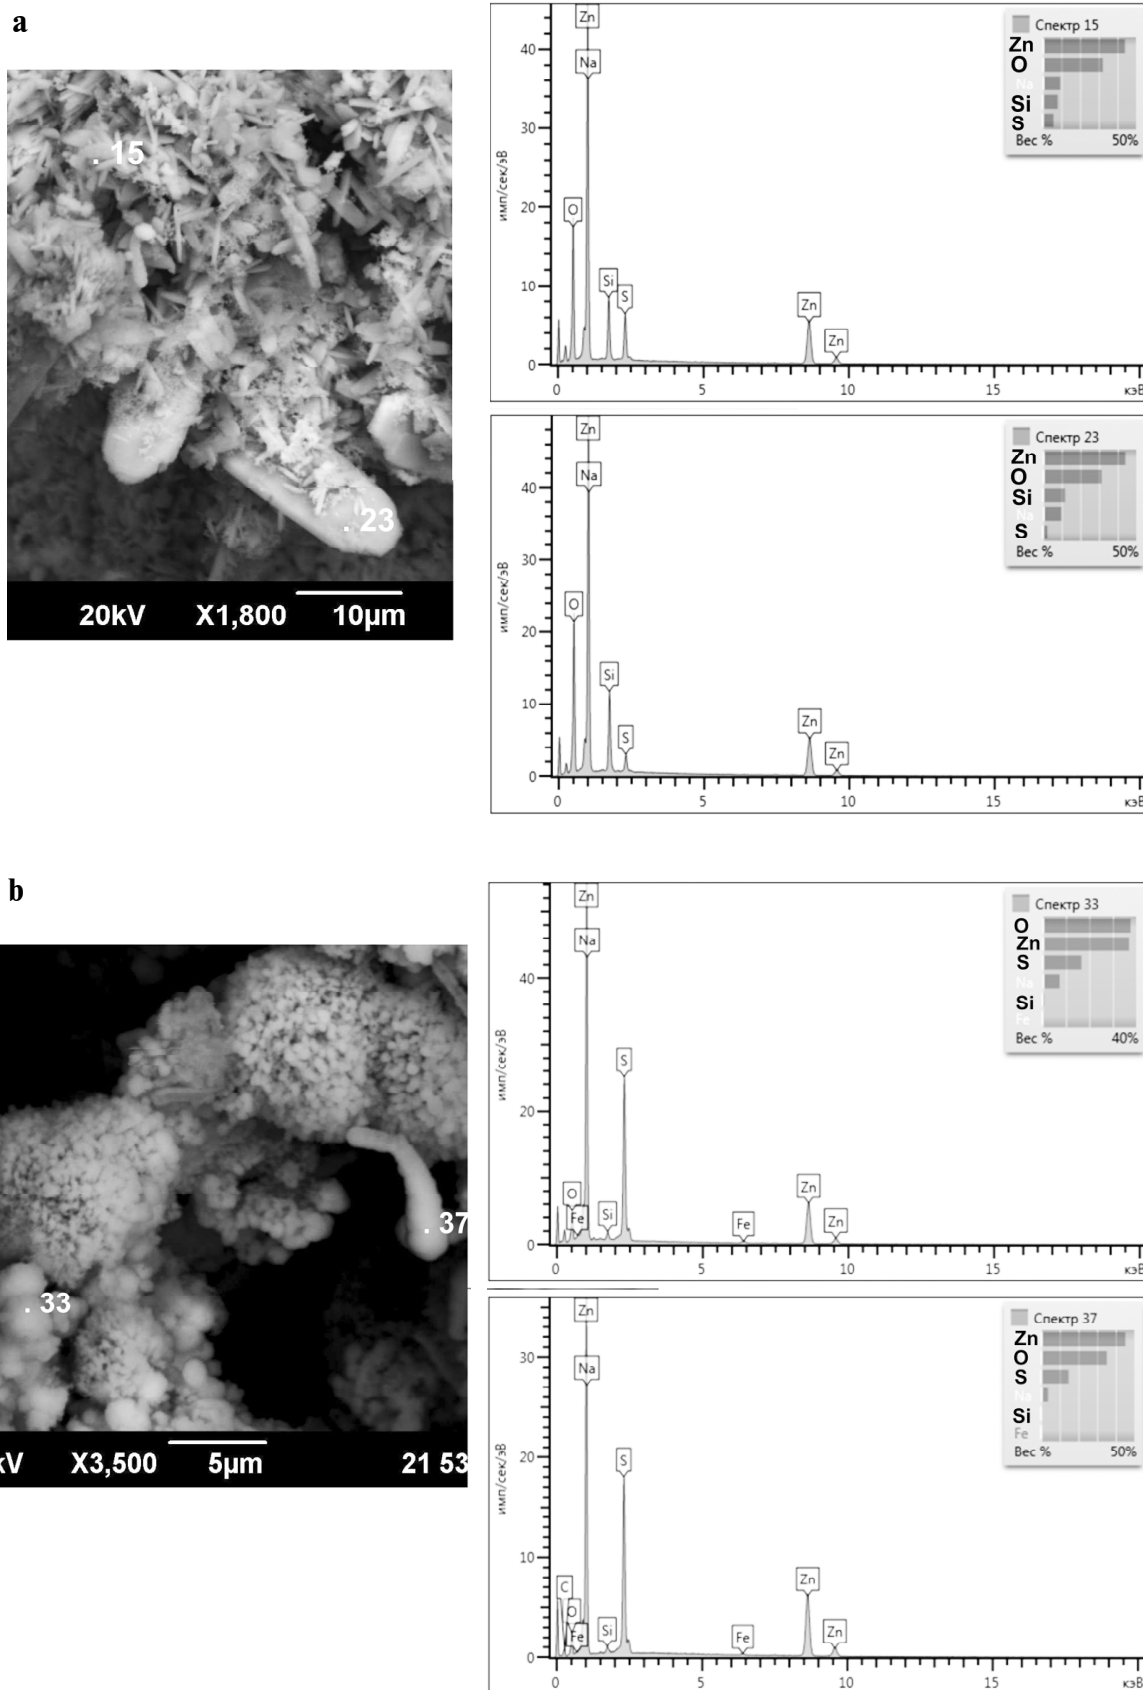 a
. 15
. 23
20kV X1,800 10µm
Zn
Na
O
Si
S
Zn
Zn
40
30
20
10
0
имп/сек/эВ
0 5 10 15 кэВ
Спектр 15
Zn
O
Na
Si
S
Вес % 50%
Zn
Na
O
Si
S
Zn
Zn
40
30
20
10
0
имп/сек/эВ
0 5 10 15 кэВ
Спектр 23
Zn
O
Si
Na
S
Вес % 50%
b
. 37
. 33
kV X3,500 5µm 21 53
Zn
Na
S
O
Fe
Si
Fe
Zn
Zn
40
20
0
имп/сек/эВ
0 5 10 15 кэВ
Спектр 33
O
Zn
S
Na
Si
Fe
Вес % 40%
Zn
Na
S
C
O
Fe
Si
Fe
Zn
Zn
30
20
10
0
имп/сек/эВ
0 5 10 15 кэВ
Спектр 37
Zn
O
S
Na
Si
Fe
Вес % 50%